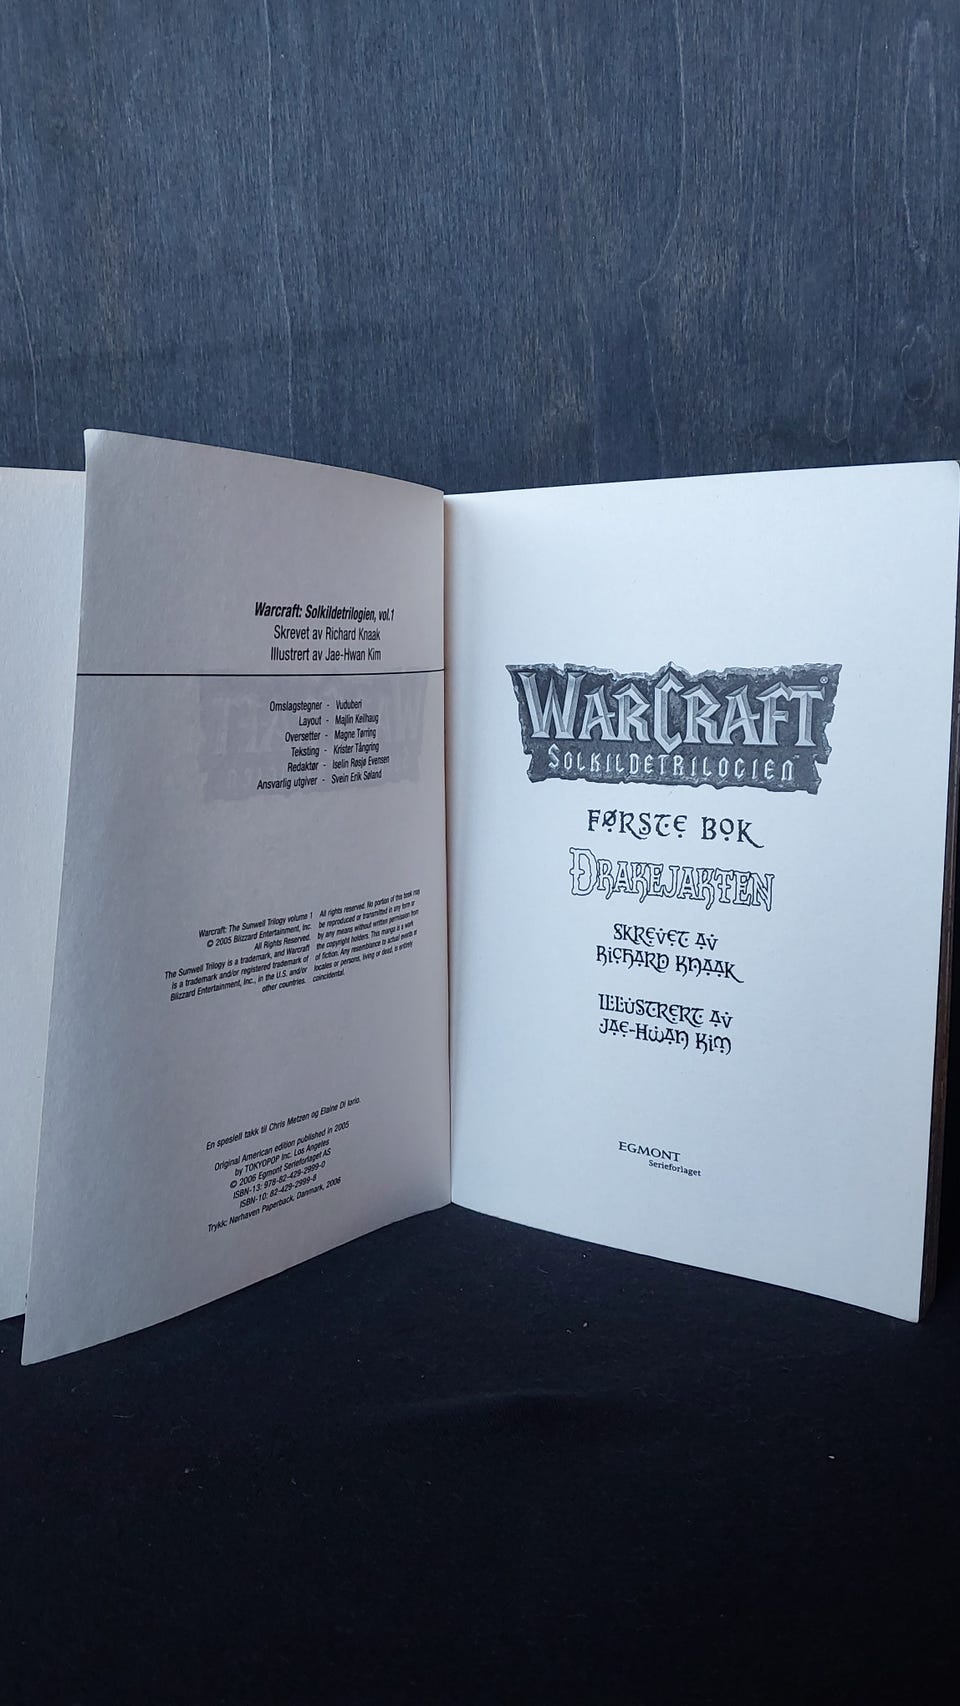 Warcraft: Solkildetrilogien, vol.1
Skrevet av Richard Knaak
Illustrert av Jae-Hwan Kim
Omslagstegner - Vuduberi
Layout - Majlin Keilhaug
Oversetter - Magne Tørring
Teksting - Krister Tångring
Redaktør - Iselin Røsjø Evensen
Ansvarlig utgiver - Svein Erik Søland
Warcraft: The Sunwell Trilogy volume 1
© 2005 Blizzard Entertainment, Inc.
All Rights Reserved.
The Sunwell Trilogy is a trademark, and Warcraft
is a trademark and/or registered trademark of
Blizzard Entertainment, Inc., in the U.S. and/or
other countries.
All rights reserved. No portion of this book may
be reproduced or transmitted in any form or
by any means without written permission from
the copyright holders. This manga is a work
of fiction. Any resemblance to actual events or
locales or persons, living or dead, is entirely
coincidental.
En spesiell takk til Chris Metzen og Elaine Di Iorio.
Original American edition published in 2005
by TOKYOPOP Inc. Los Angeles
© 2006 Egmont Serieforlaget AS
ISBN-13: 978-82-429-2999-0
ISBN-10: 82-429-2999-8
Trykk: Nørhaven Paperback, Danmark, 2006
WARCRAFT®
SOLKILDETRILOGIEN™
FØRSTE BOK
DRAKEJAKTEN
SKREVET AV
RICHARD KNAAK
ILLUSTRERT AV
JAE-HWAN KIM
EGMONT
Serieforlaget